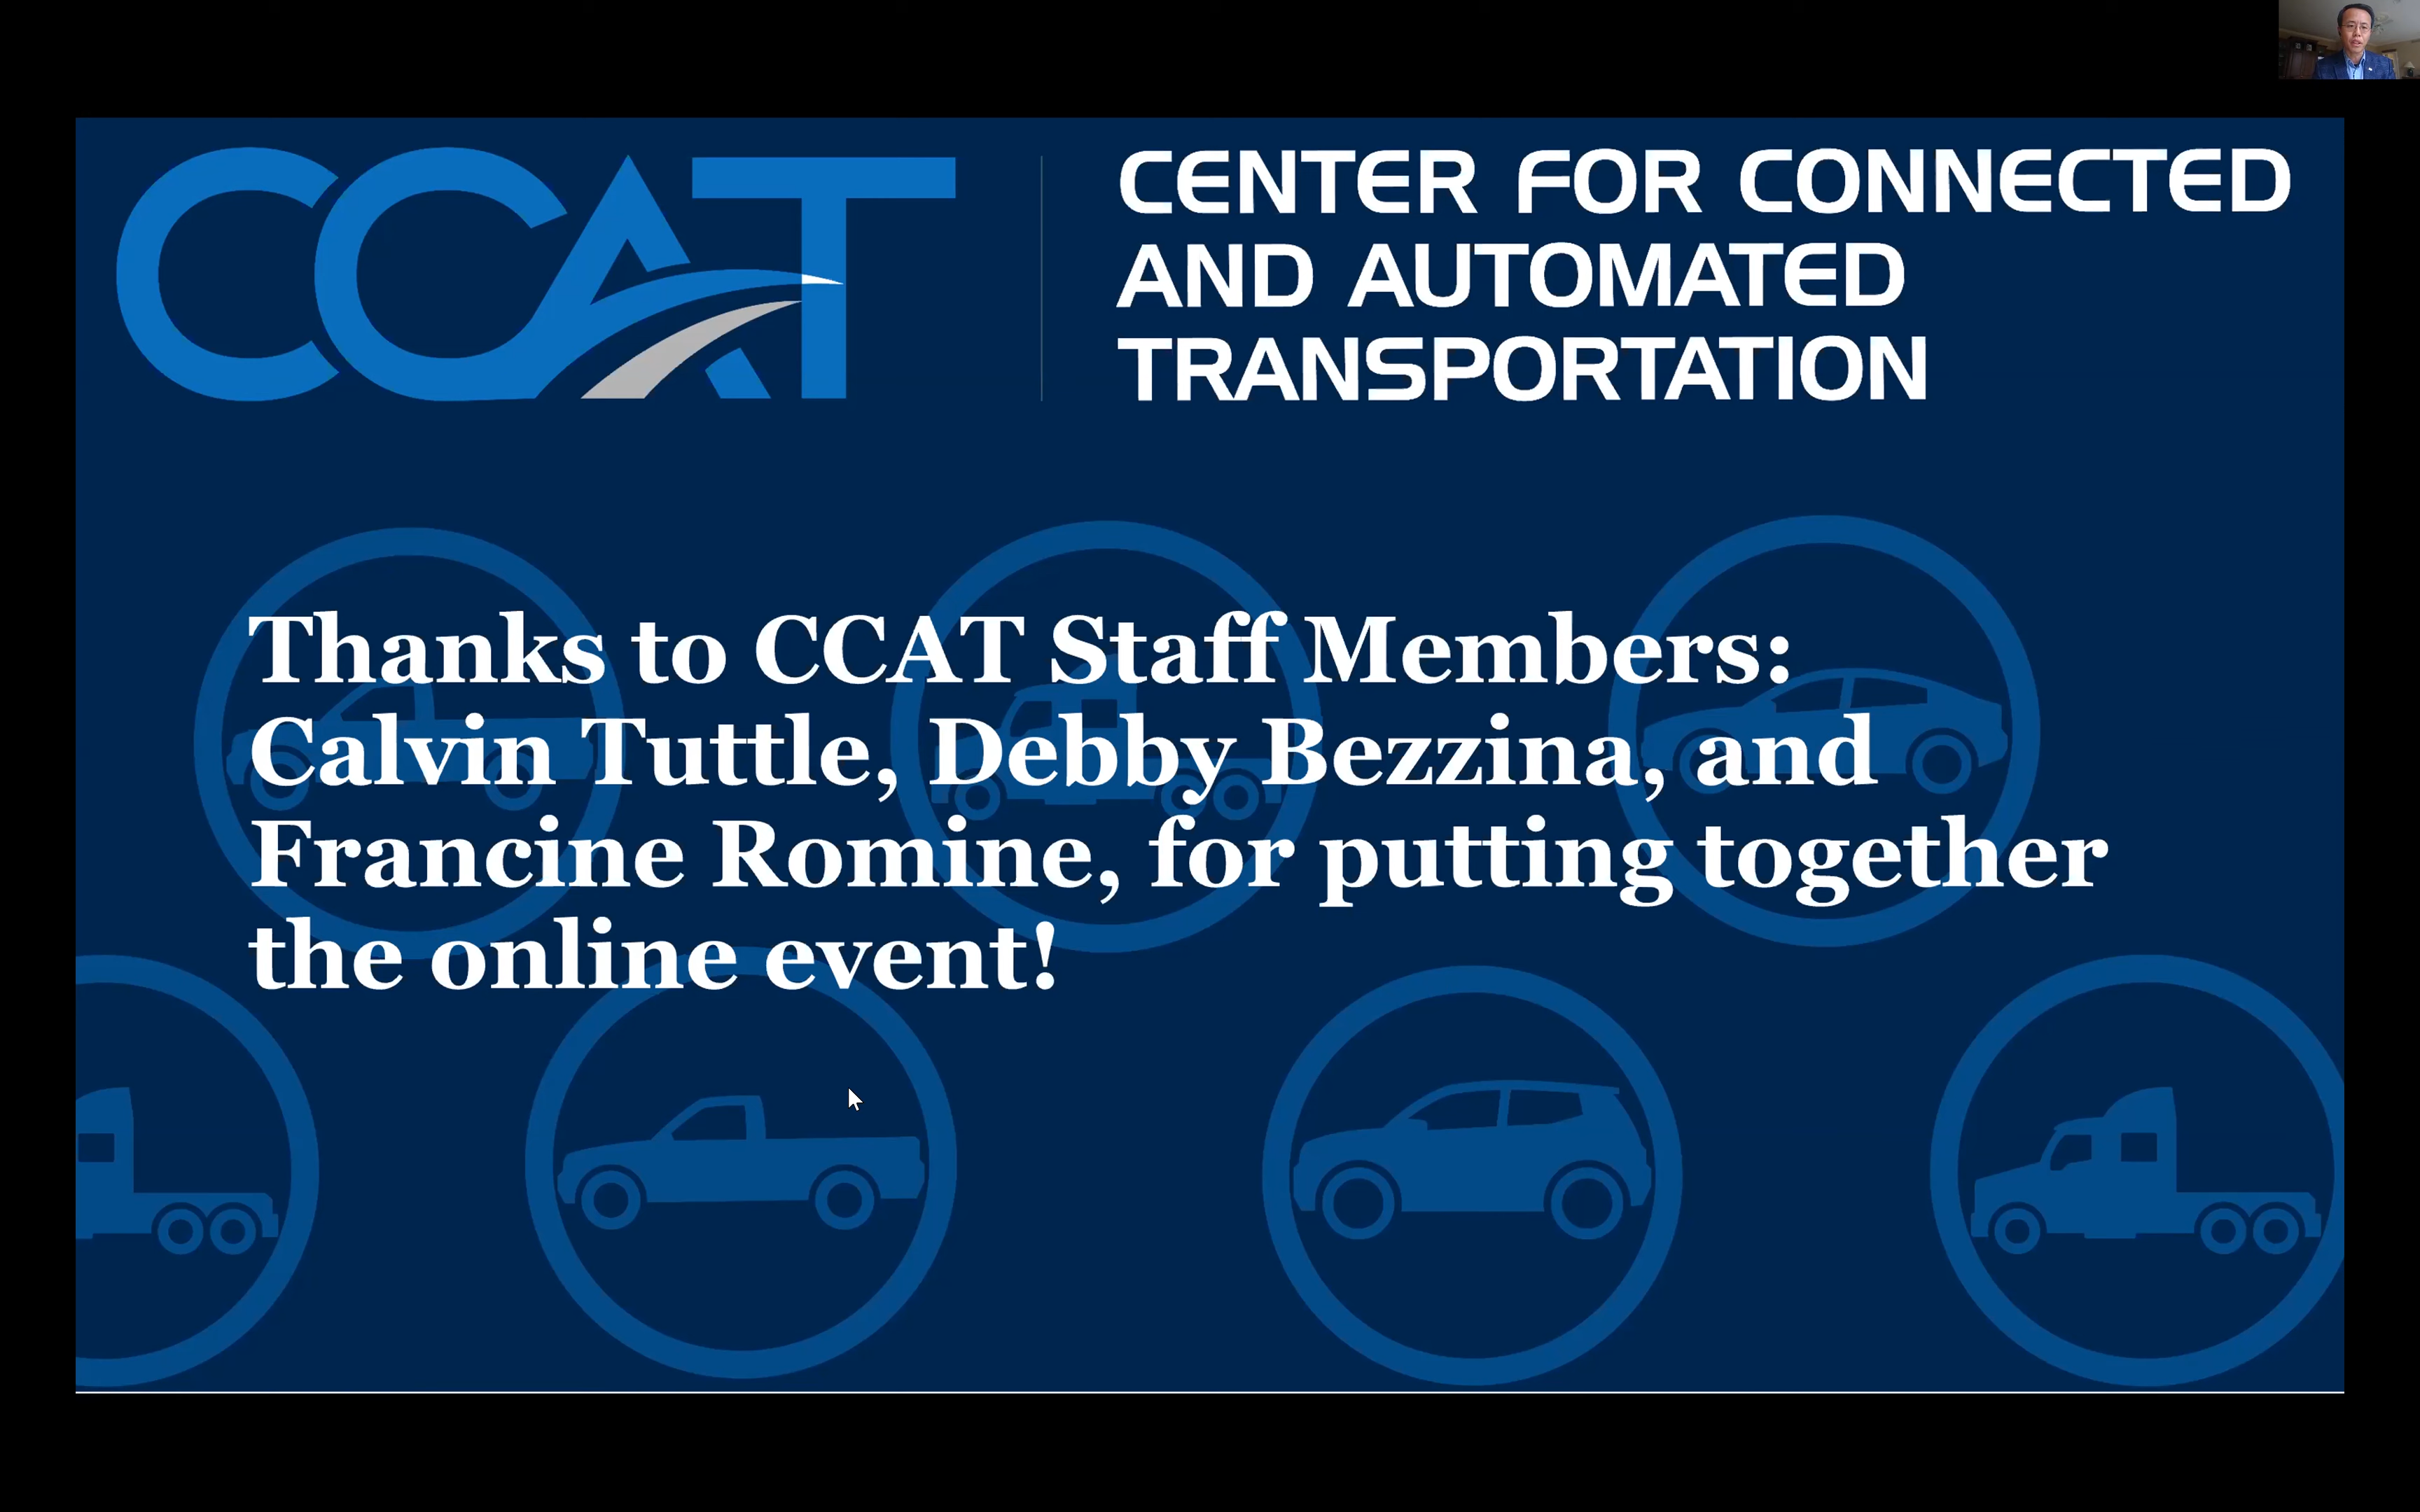 CCAT
CENTER FOR CONNECTED
AND AUTOMATED
TRANSPORTATION
Thanks to CCAT Staff Members:
Calvin Tuttle, Debby Bezzina, and
Francine Romine, for putting together
the online event!